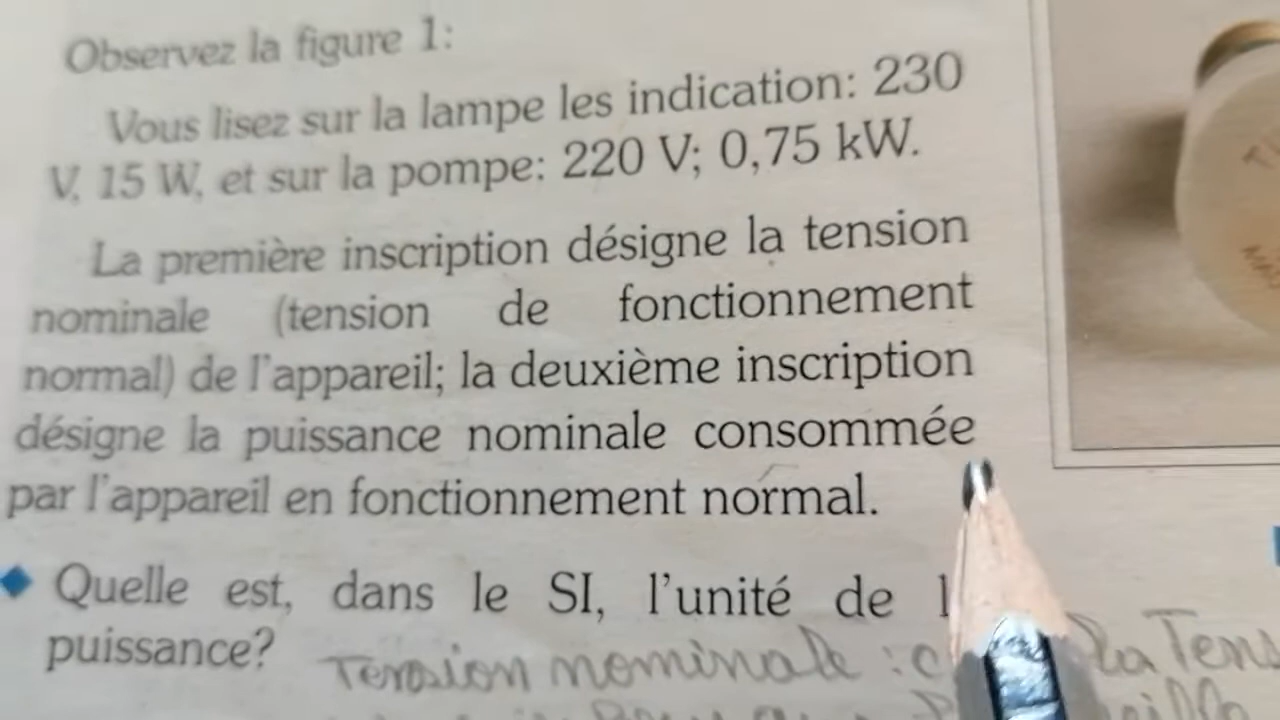 Observez la figure 1:
Vous lisez sur la lampe les indication: 230
V, 15 W, et sur la pompe: 220 V; 0,75 kW.
La première inscription désigne la tension
nominale (tension de fonctionnement
normal) de l'appareil; la deuxième inscription
désigne la puissance nominale consommée
par l'appareil en fonctionnement normal.
Quelle est, dans le SI, l'unité de
puissance?
Tension nominale : la Tens